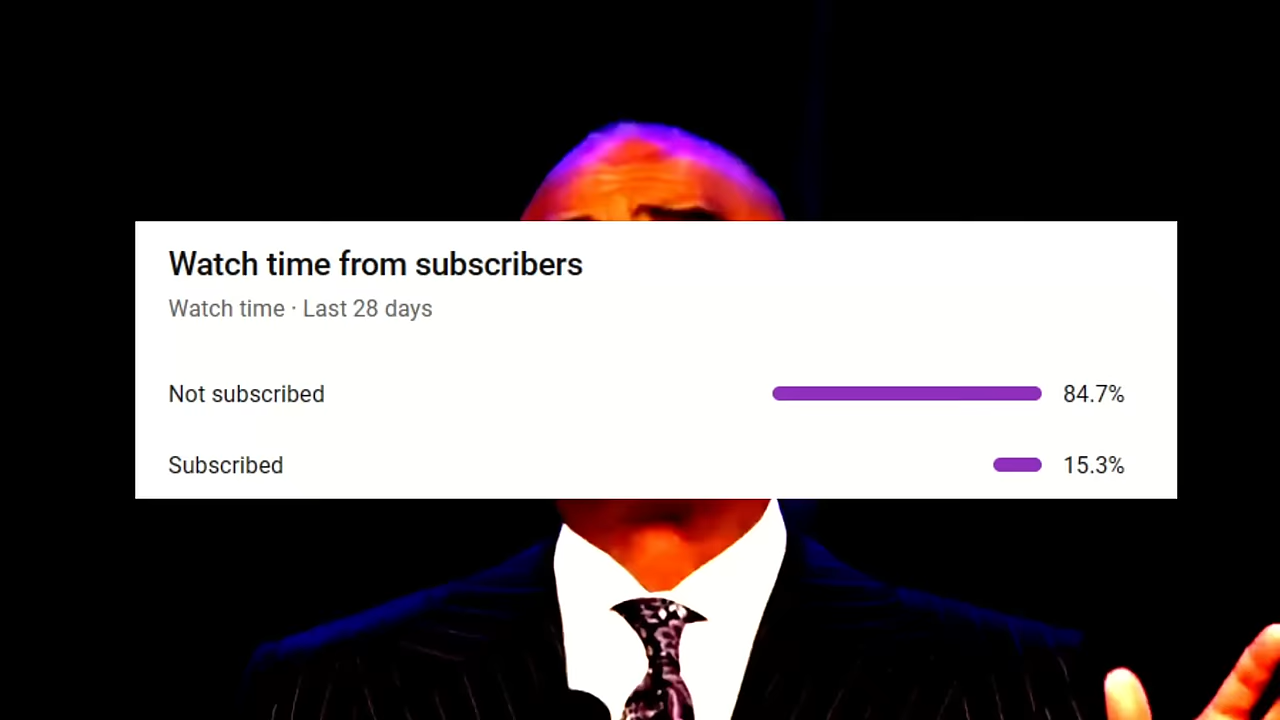 Watch time from subscribers
Watch time · Last 28 days
Not subscribed 84.7%
Subscribed 15.3%